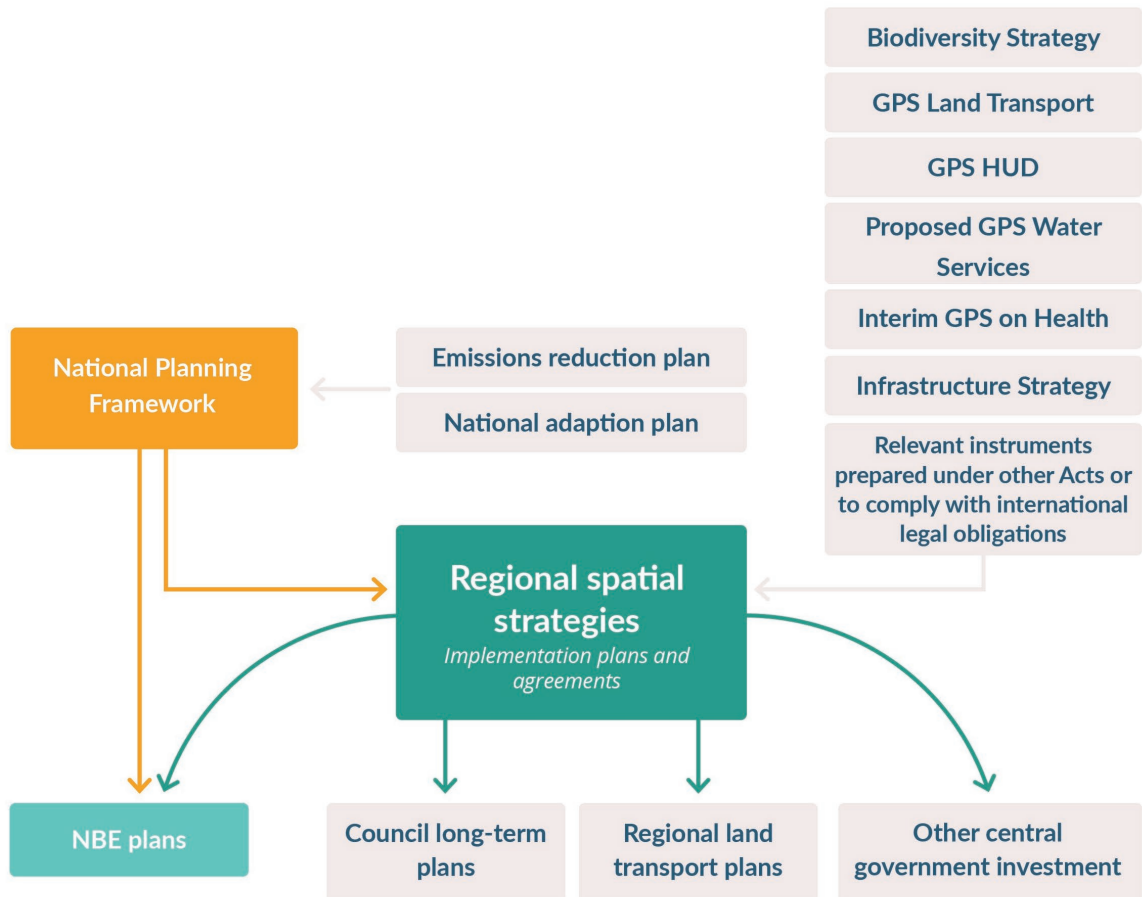 Biodiversity Strategy
GPS Land Transport
GPS HUD
Proposed GPS Water
Services
Interim GPS on Health
Infrastructure Strategy
Relevant instruments
prepared under other Acts or
to comply with international
legal obligations
National Planning
Framework
Emissions reduction plan
National adaption plan
Regional spatial
strategies
Implementation plans and
agreements
NBE plans
Council long-term
plans
Regional land
transport plans
Other central
government investment